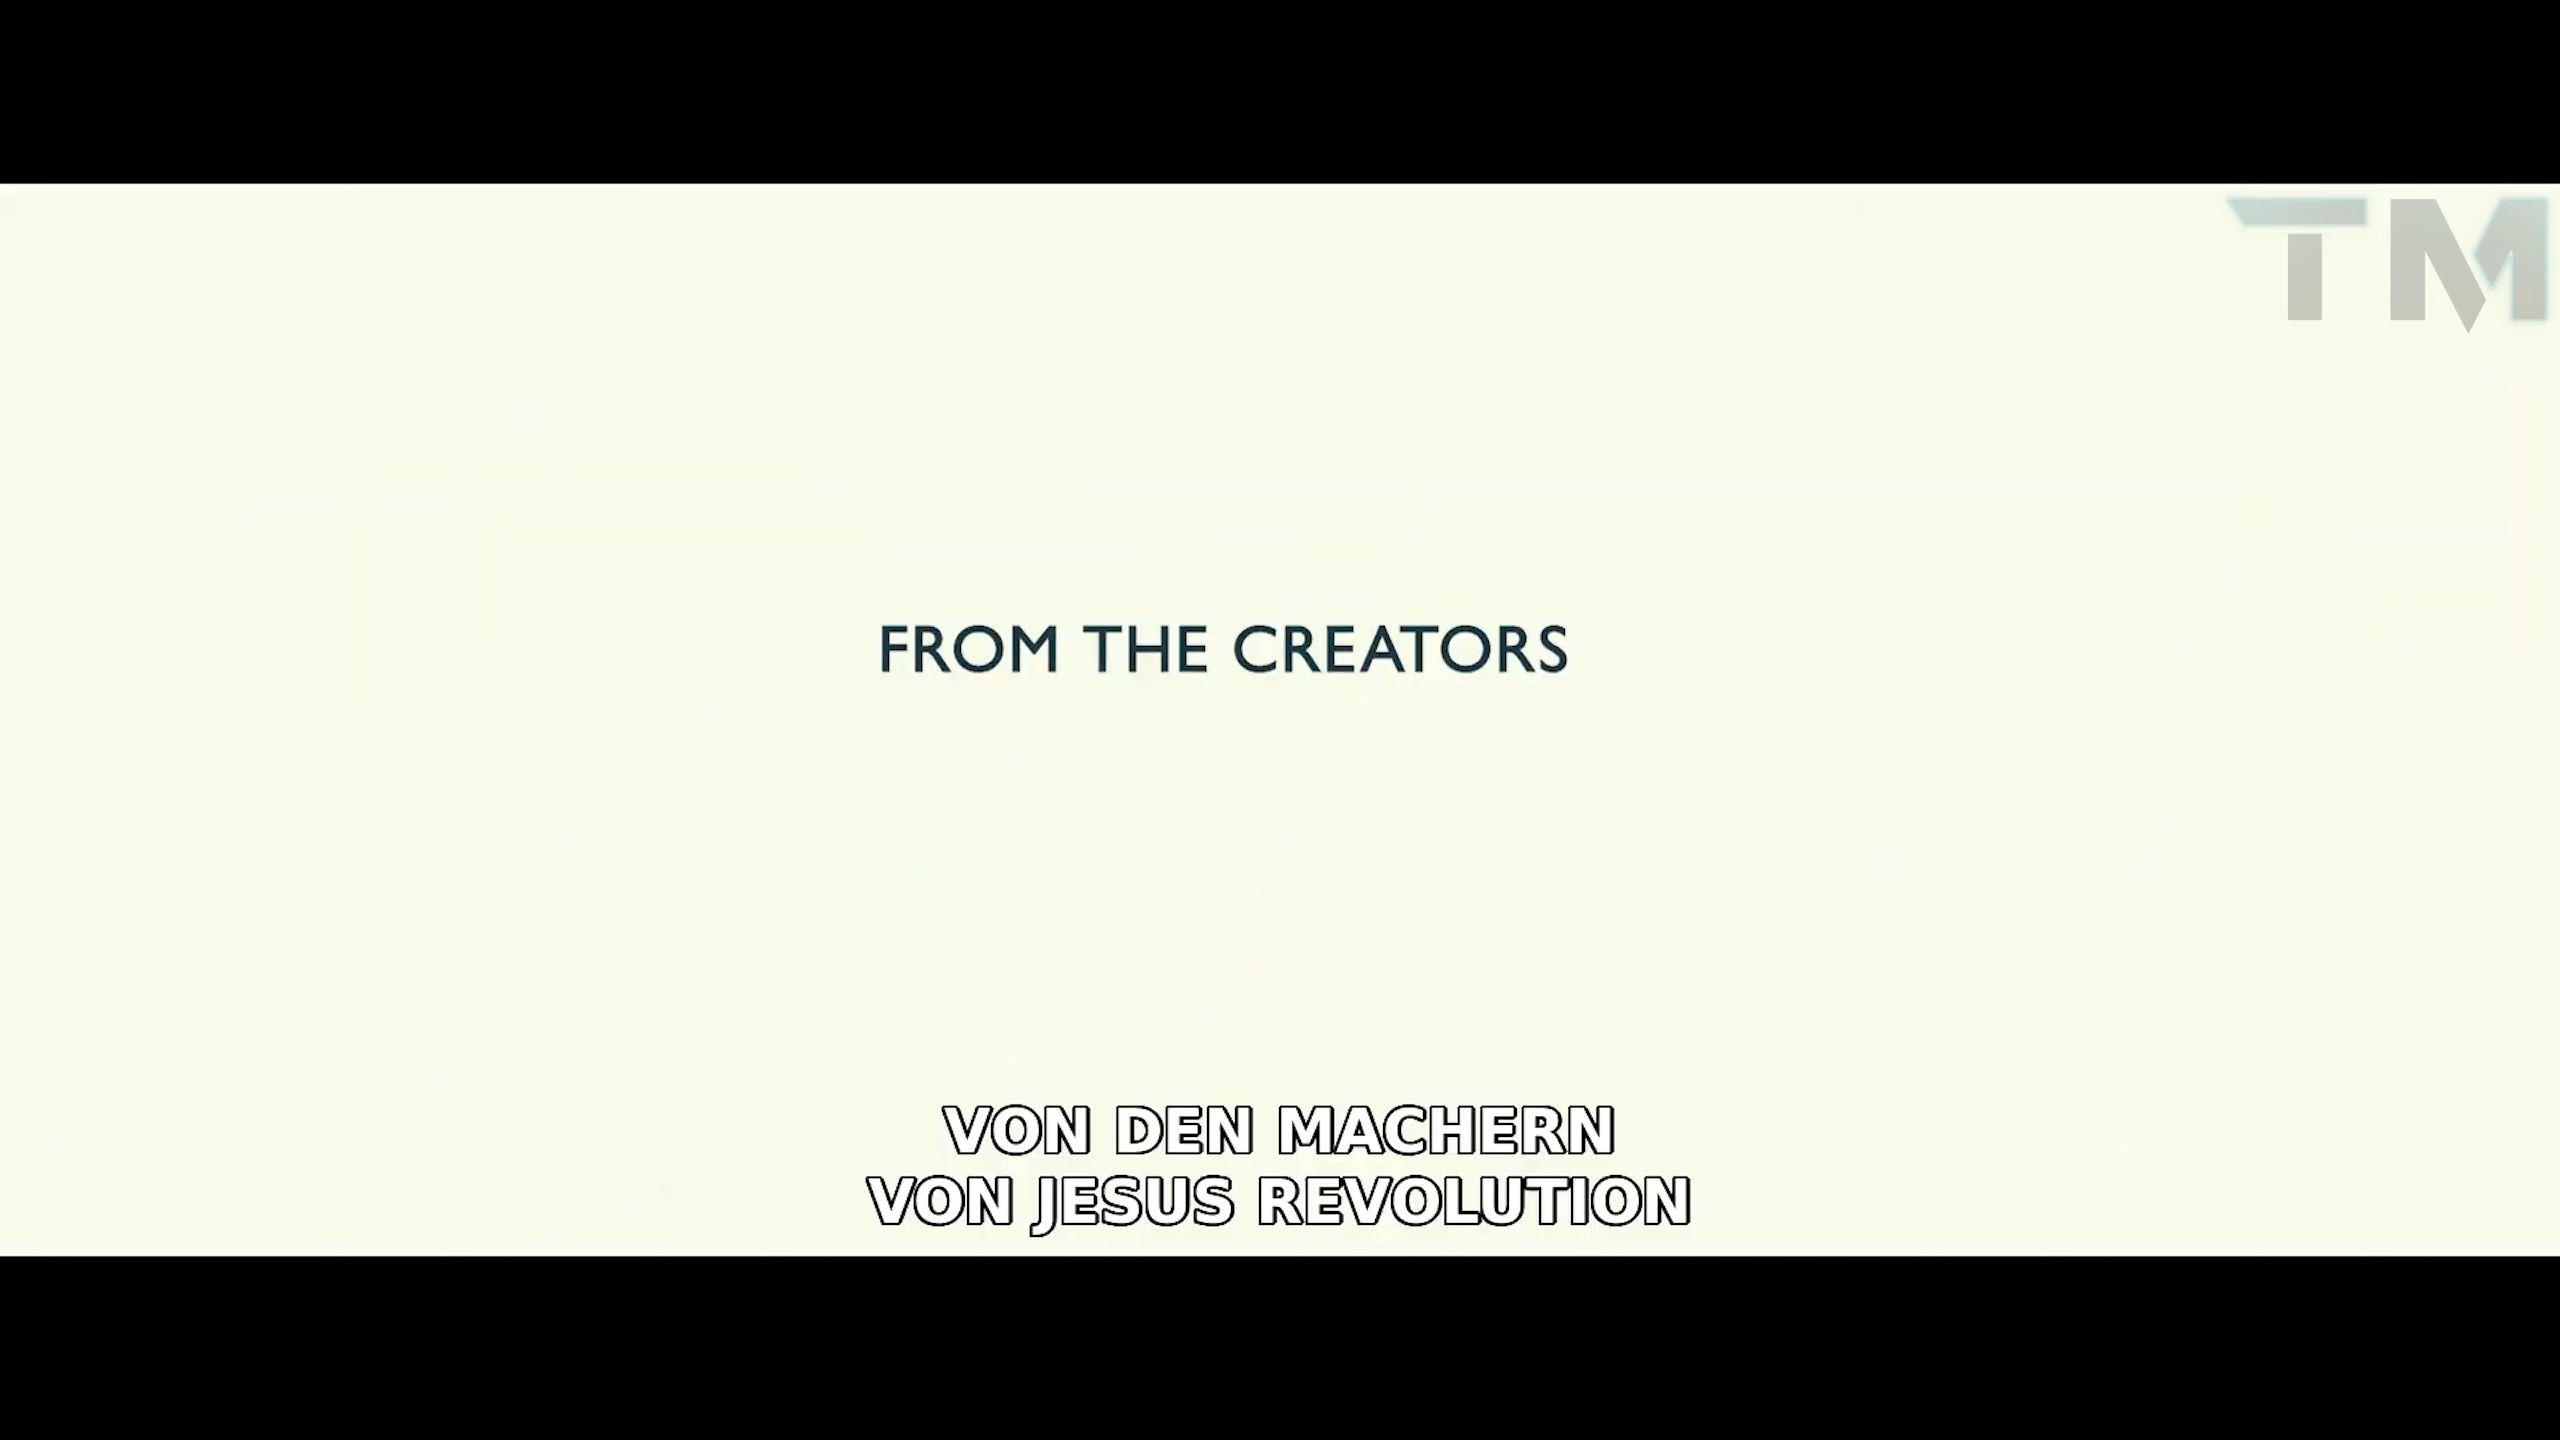 TM
FROM THE CREATORS
VON DEN MACHERN
VON JESUS REVOLUTION